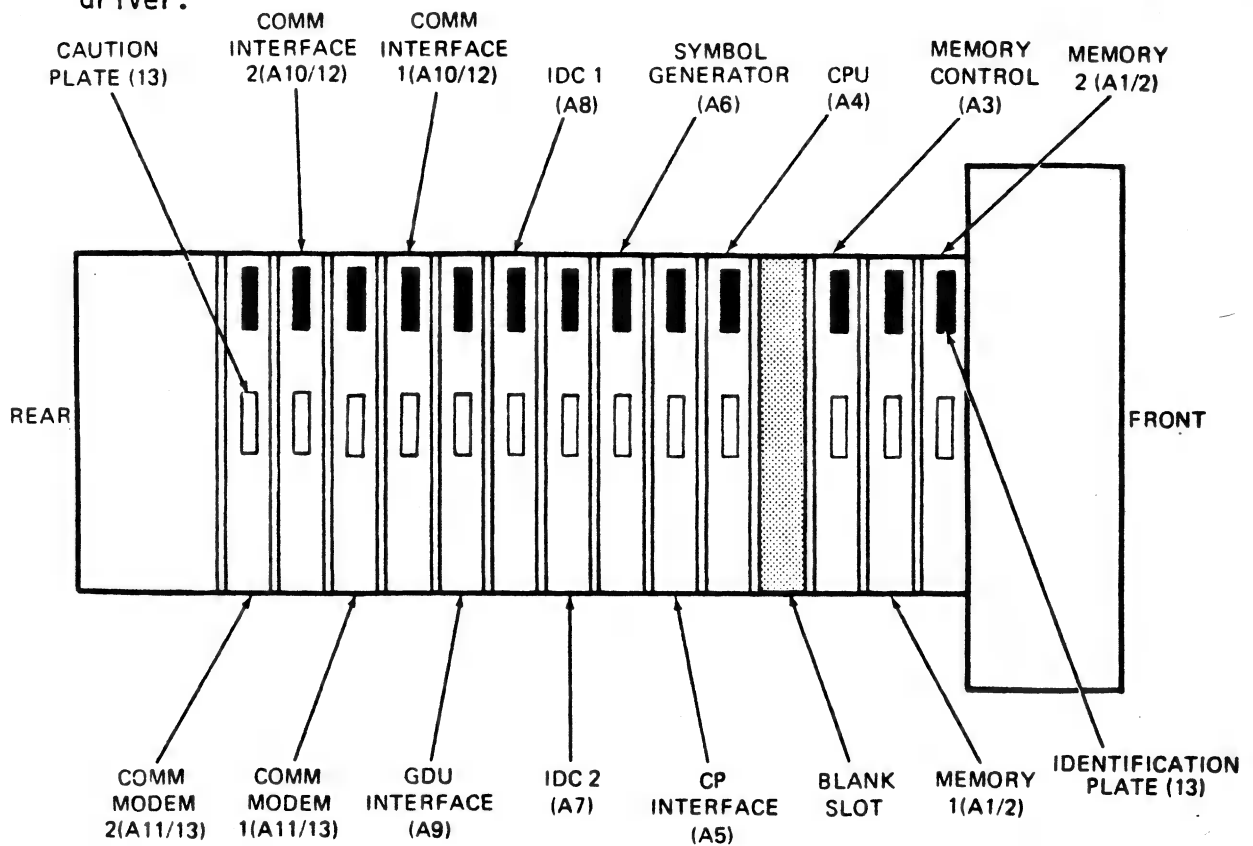 driver.
CAUTION
PLATE (13)
COMM
INTERFACE
2(A10/12)
COMM
INTERFACE
1(A10/12)
IDC 1
(A8)
SYMBOL
GENERATOR
(A6)
CPU
(A4)
MEMORY
CONTROL
(A3)
MEMORY
2 (A1/2)
REAR
FRONT
COMM
MODEM
2(A11/13)
COMM
MODEM
1(A11/13)
GDU
INTERFACE
(A9)
IDC 2
(A7)
CP
INTERFACE
(A5)
BLANK
SLOT
MEMORY
1(A1/2)
IDENTIFICATION
PLATE (13)